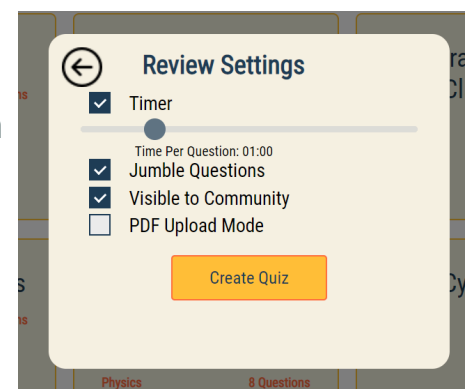 Review Settings
Timer
Time Per Question: 01:00
Jumble Questions
Visible to Community
PDF Upload Mode
Create Quiz
Physics
8 Questions